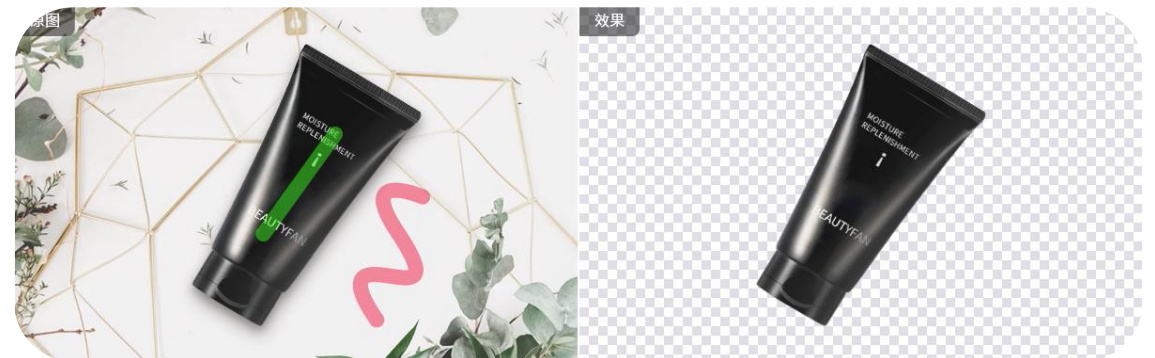 原图
MOISTURE
REPLENISHMENT
BEAUTYFAN
效果
MOISTURE
REPLENISHMENT
i
BEAUTYFAN